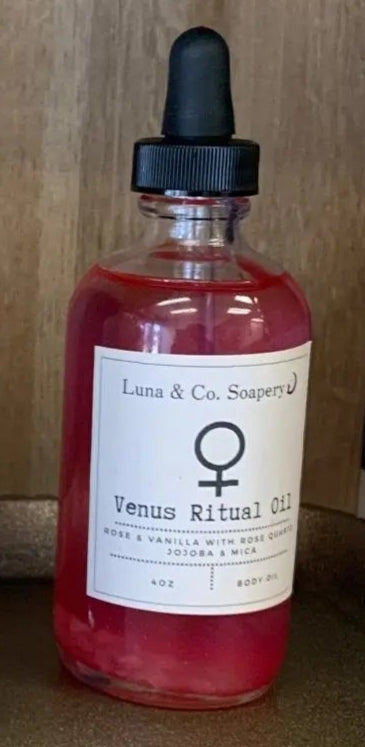 Luna & Co. Soapery
Venus Ritual Oil
ROSE & VANILLA WITH ROSE QUARTZ
JOJOBA & MICA
4OZ
BODY OIL